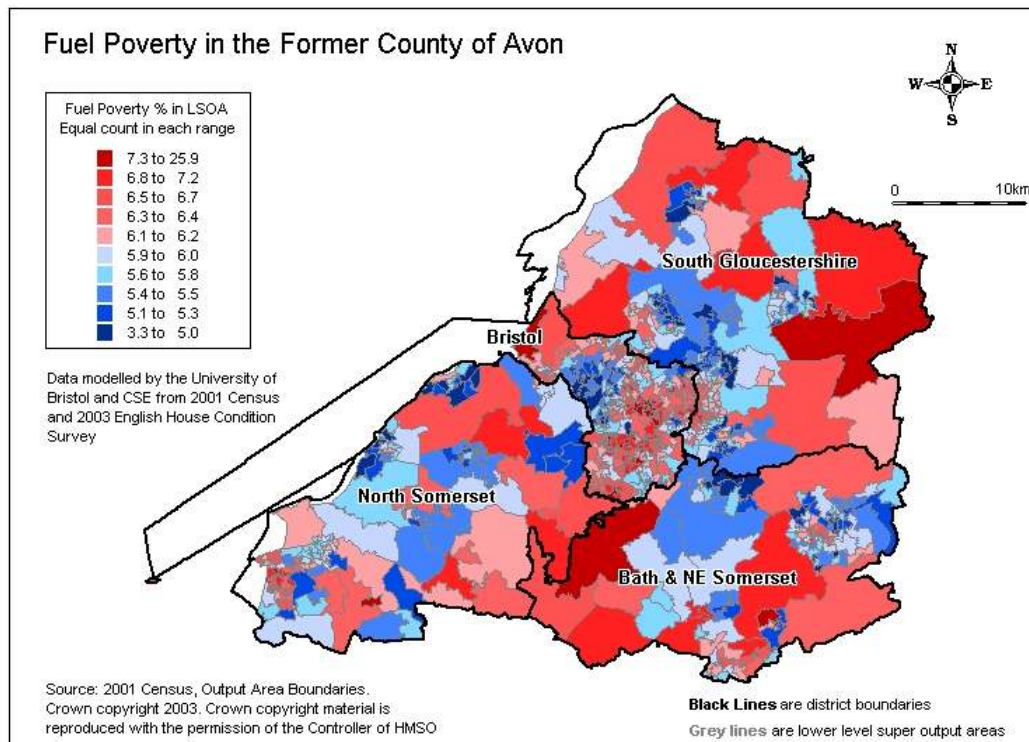 Fuel Poverty in the Former County of Avon
N
W E
S
Fuel Poverty % in LSOA
Equal count in each range
7.3 to 25.9
6.8 to 7.2
6.5 to 6.7
6.3 to 6.4
6.1 to 6.2
5.9 to 6.0
5.6 to 5.8
5.4 to 5.5
5.1 to 5.3
3.3 to 5.0
0 10km
South Gloucestershire
Bristol
Data modelled by the University of
Bristol and CSE from 2001 Census
and 2003 English House Condition
Survey
North Somerset
Bath & NE Somerset
Source: 2001 Census, Output Area Boundaries.
Crown copyright 2003. Crown copyright material is
reproduced with the permission of the Controller of HMSO
Black Lines are district boundaries
Grey lines are lower level super output areas